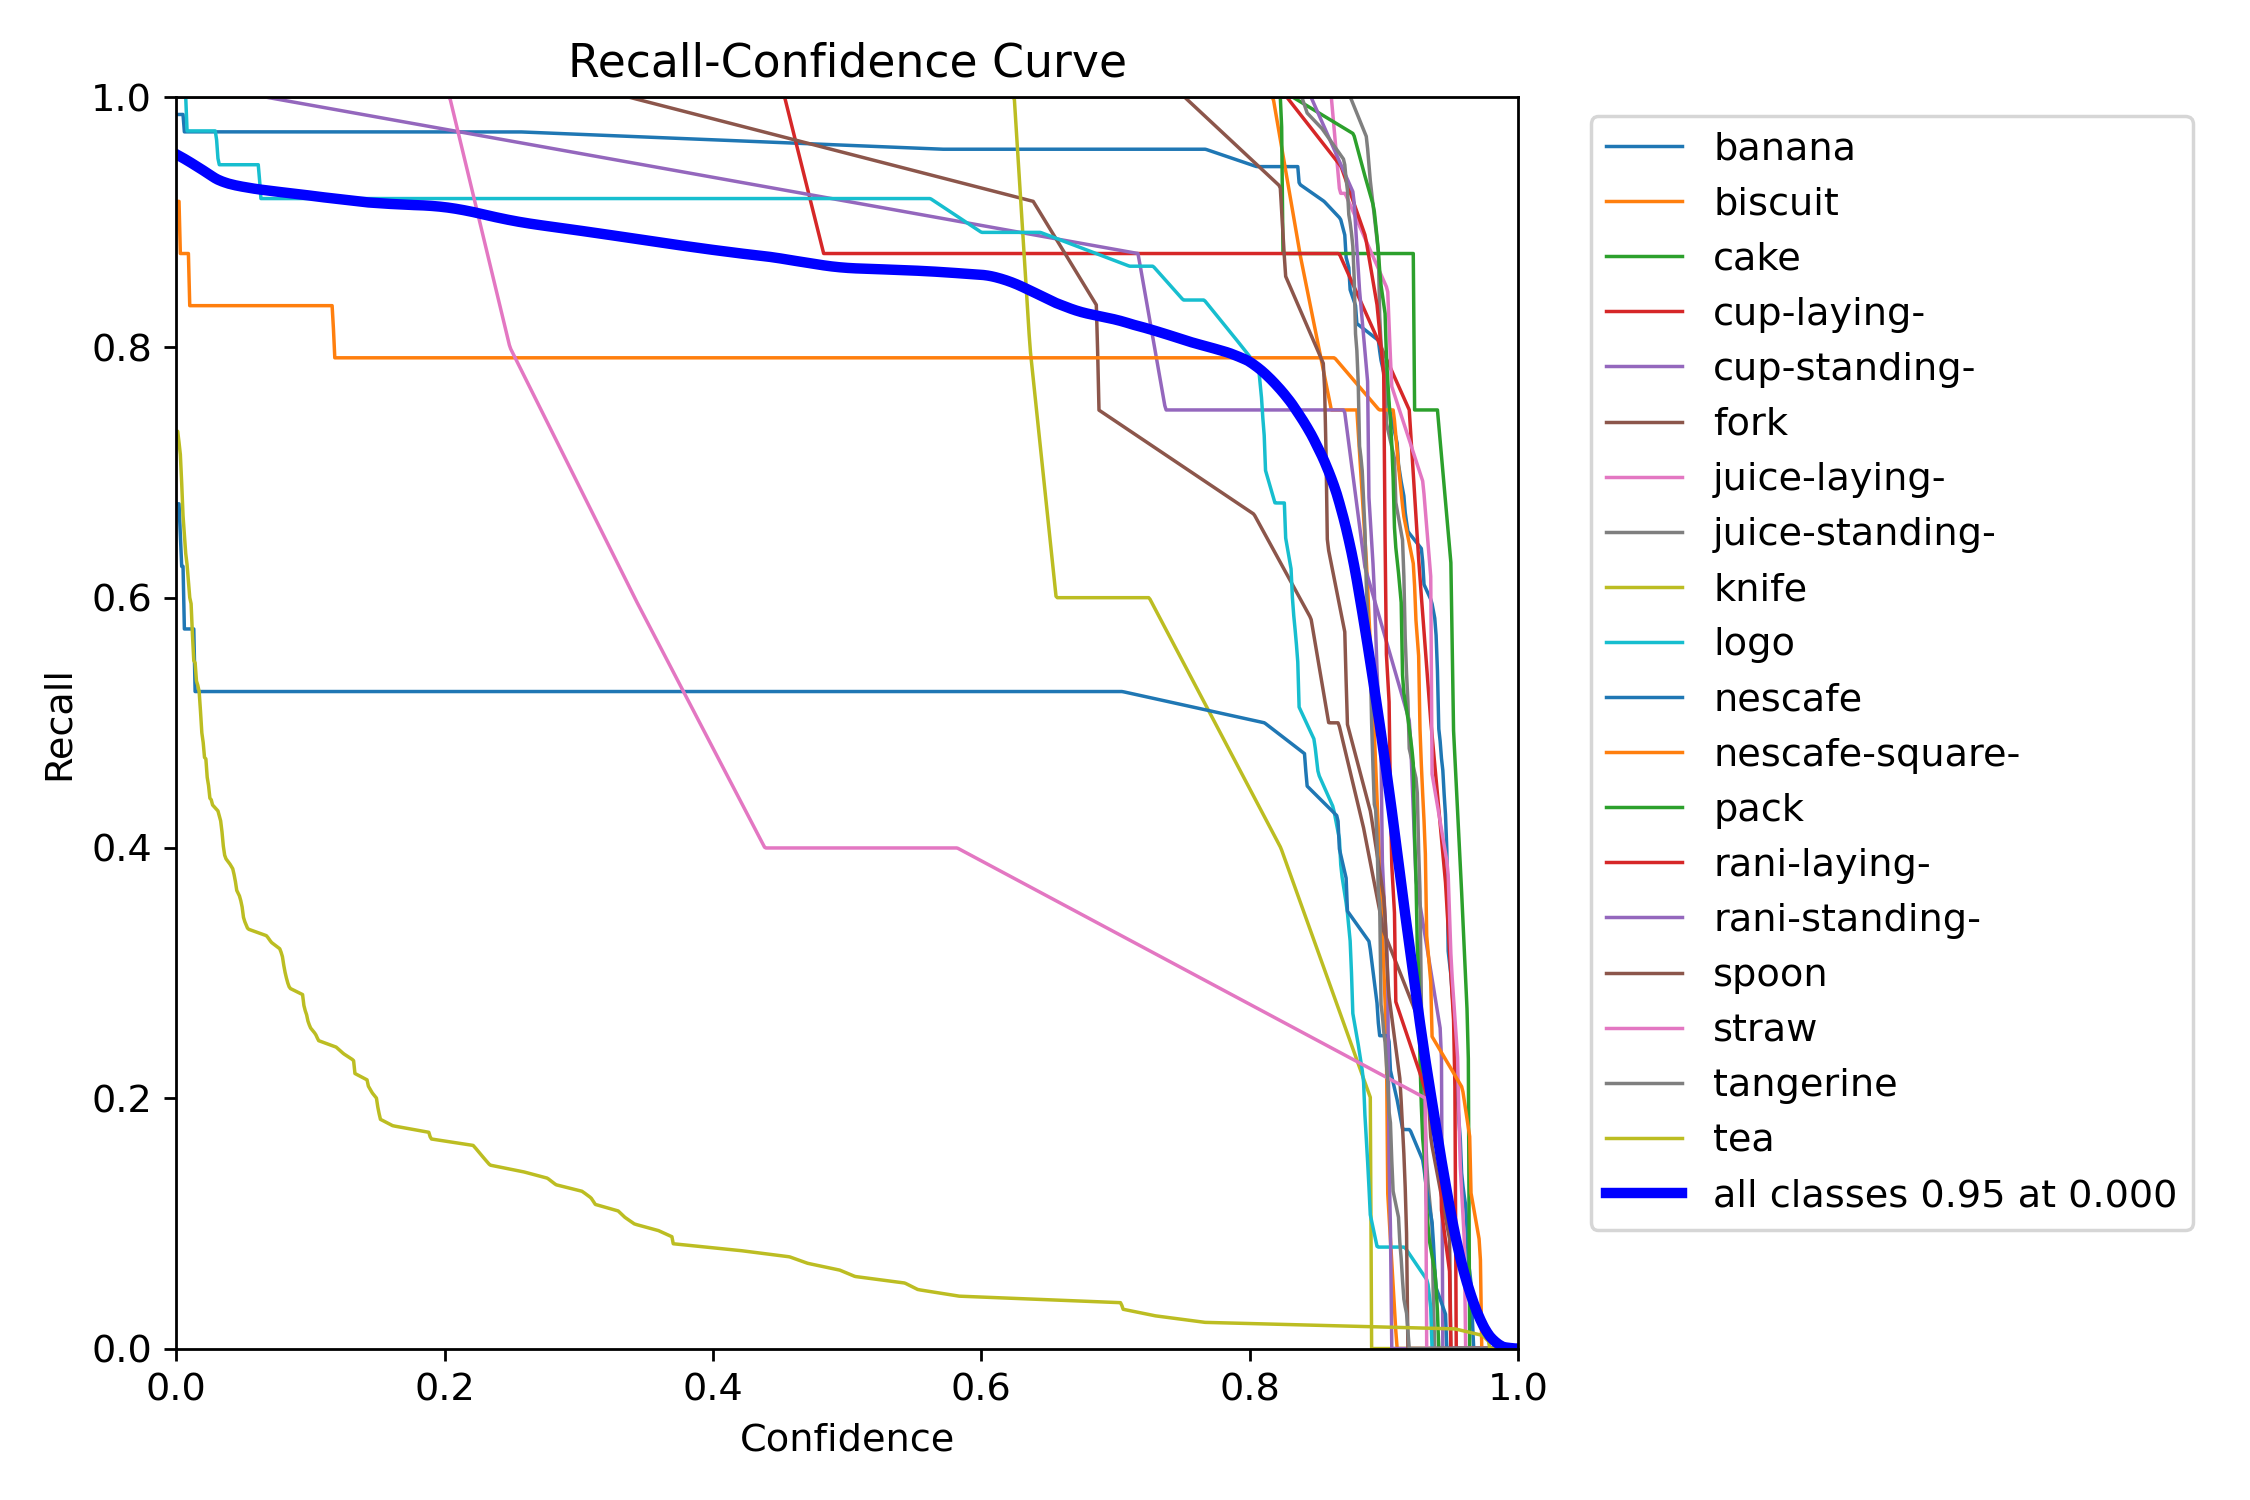 Recall-Confidence Curve
1.0
0.8
0.6
0.4
0.2
0.0
Recall
0.0 0.2 0.4 0.6 0.8 1.0
Confidence
banana
biscuit
cake
cup-laying-
cup-standing-
fork
juice-laying-
juice-standing-
knife
logo
nescafe
nescafe-square-
pack
rani-laying-
rani-standing-
spoon
straw
tangerine
tea
all classes 0.95 at 0.000